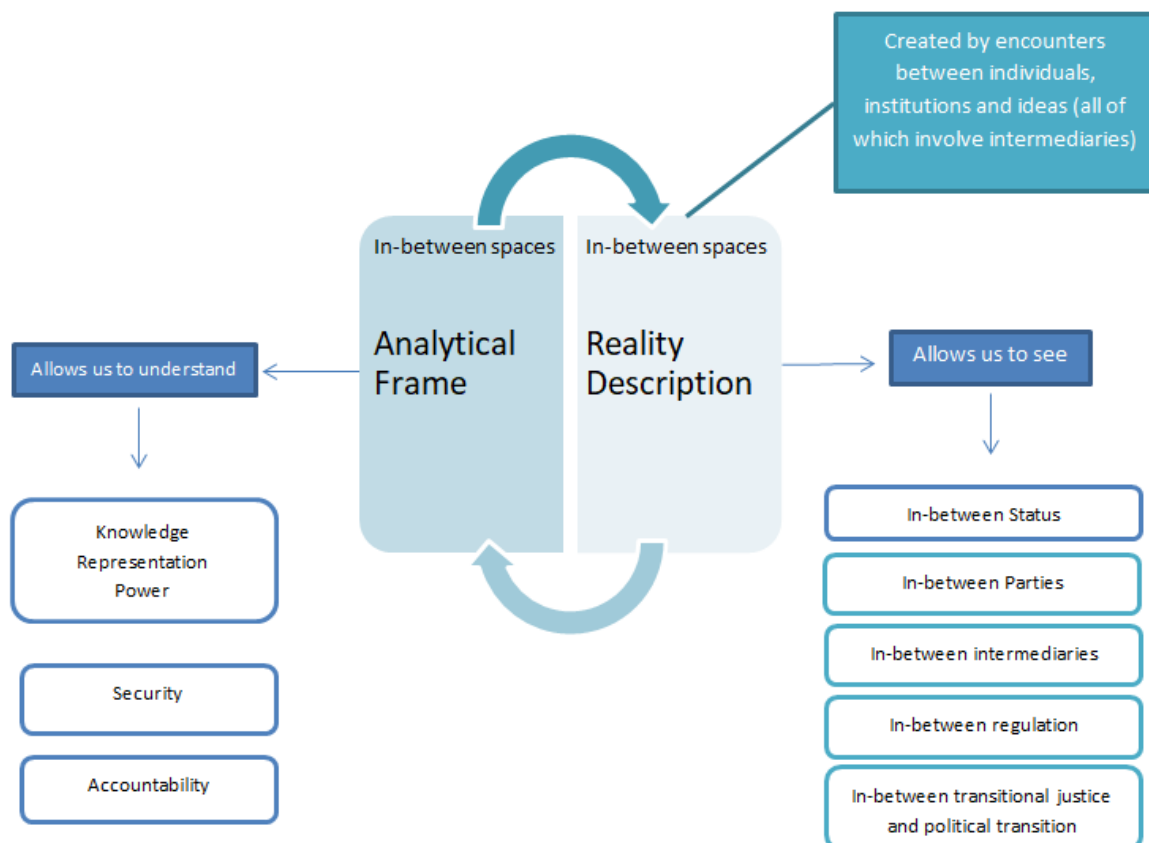 Created by encounters
between individuals,
institutions and ideas (all of
which involve intermediaries)
In-between spaces
In-between spaces
Analytical
Frame
Reality
Description
Allows us to understand
Allows us to see
Knowledge
Representation
Power
Security
Accountability
In-between Status
In-between Parties
In-between intermediaries
In-between regulation
In-between transitional justice
and political transition